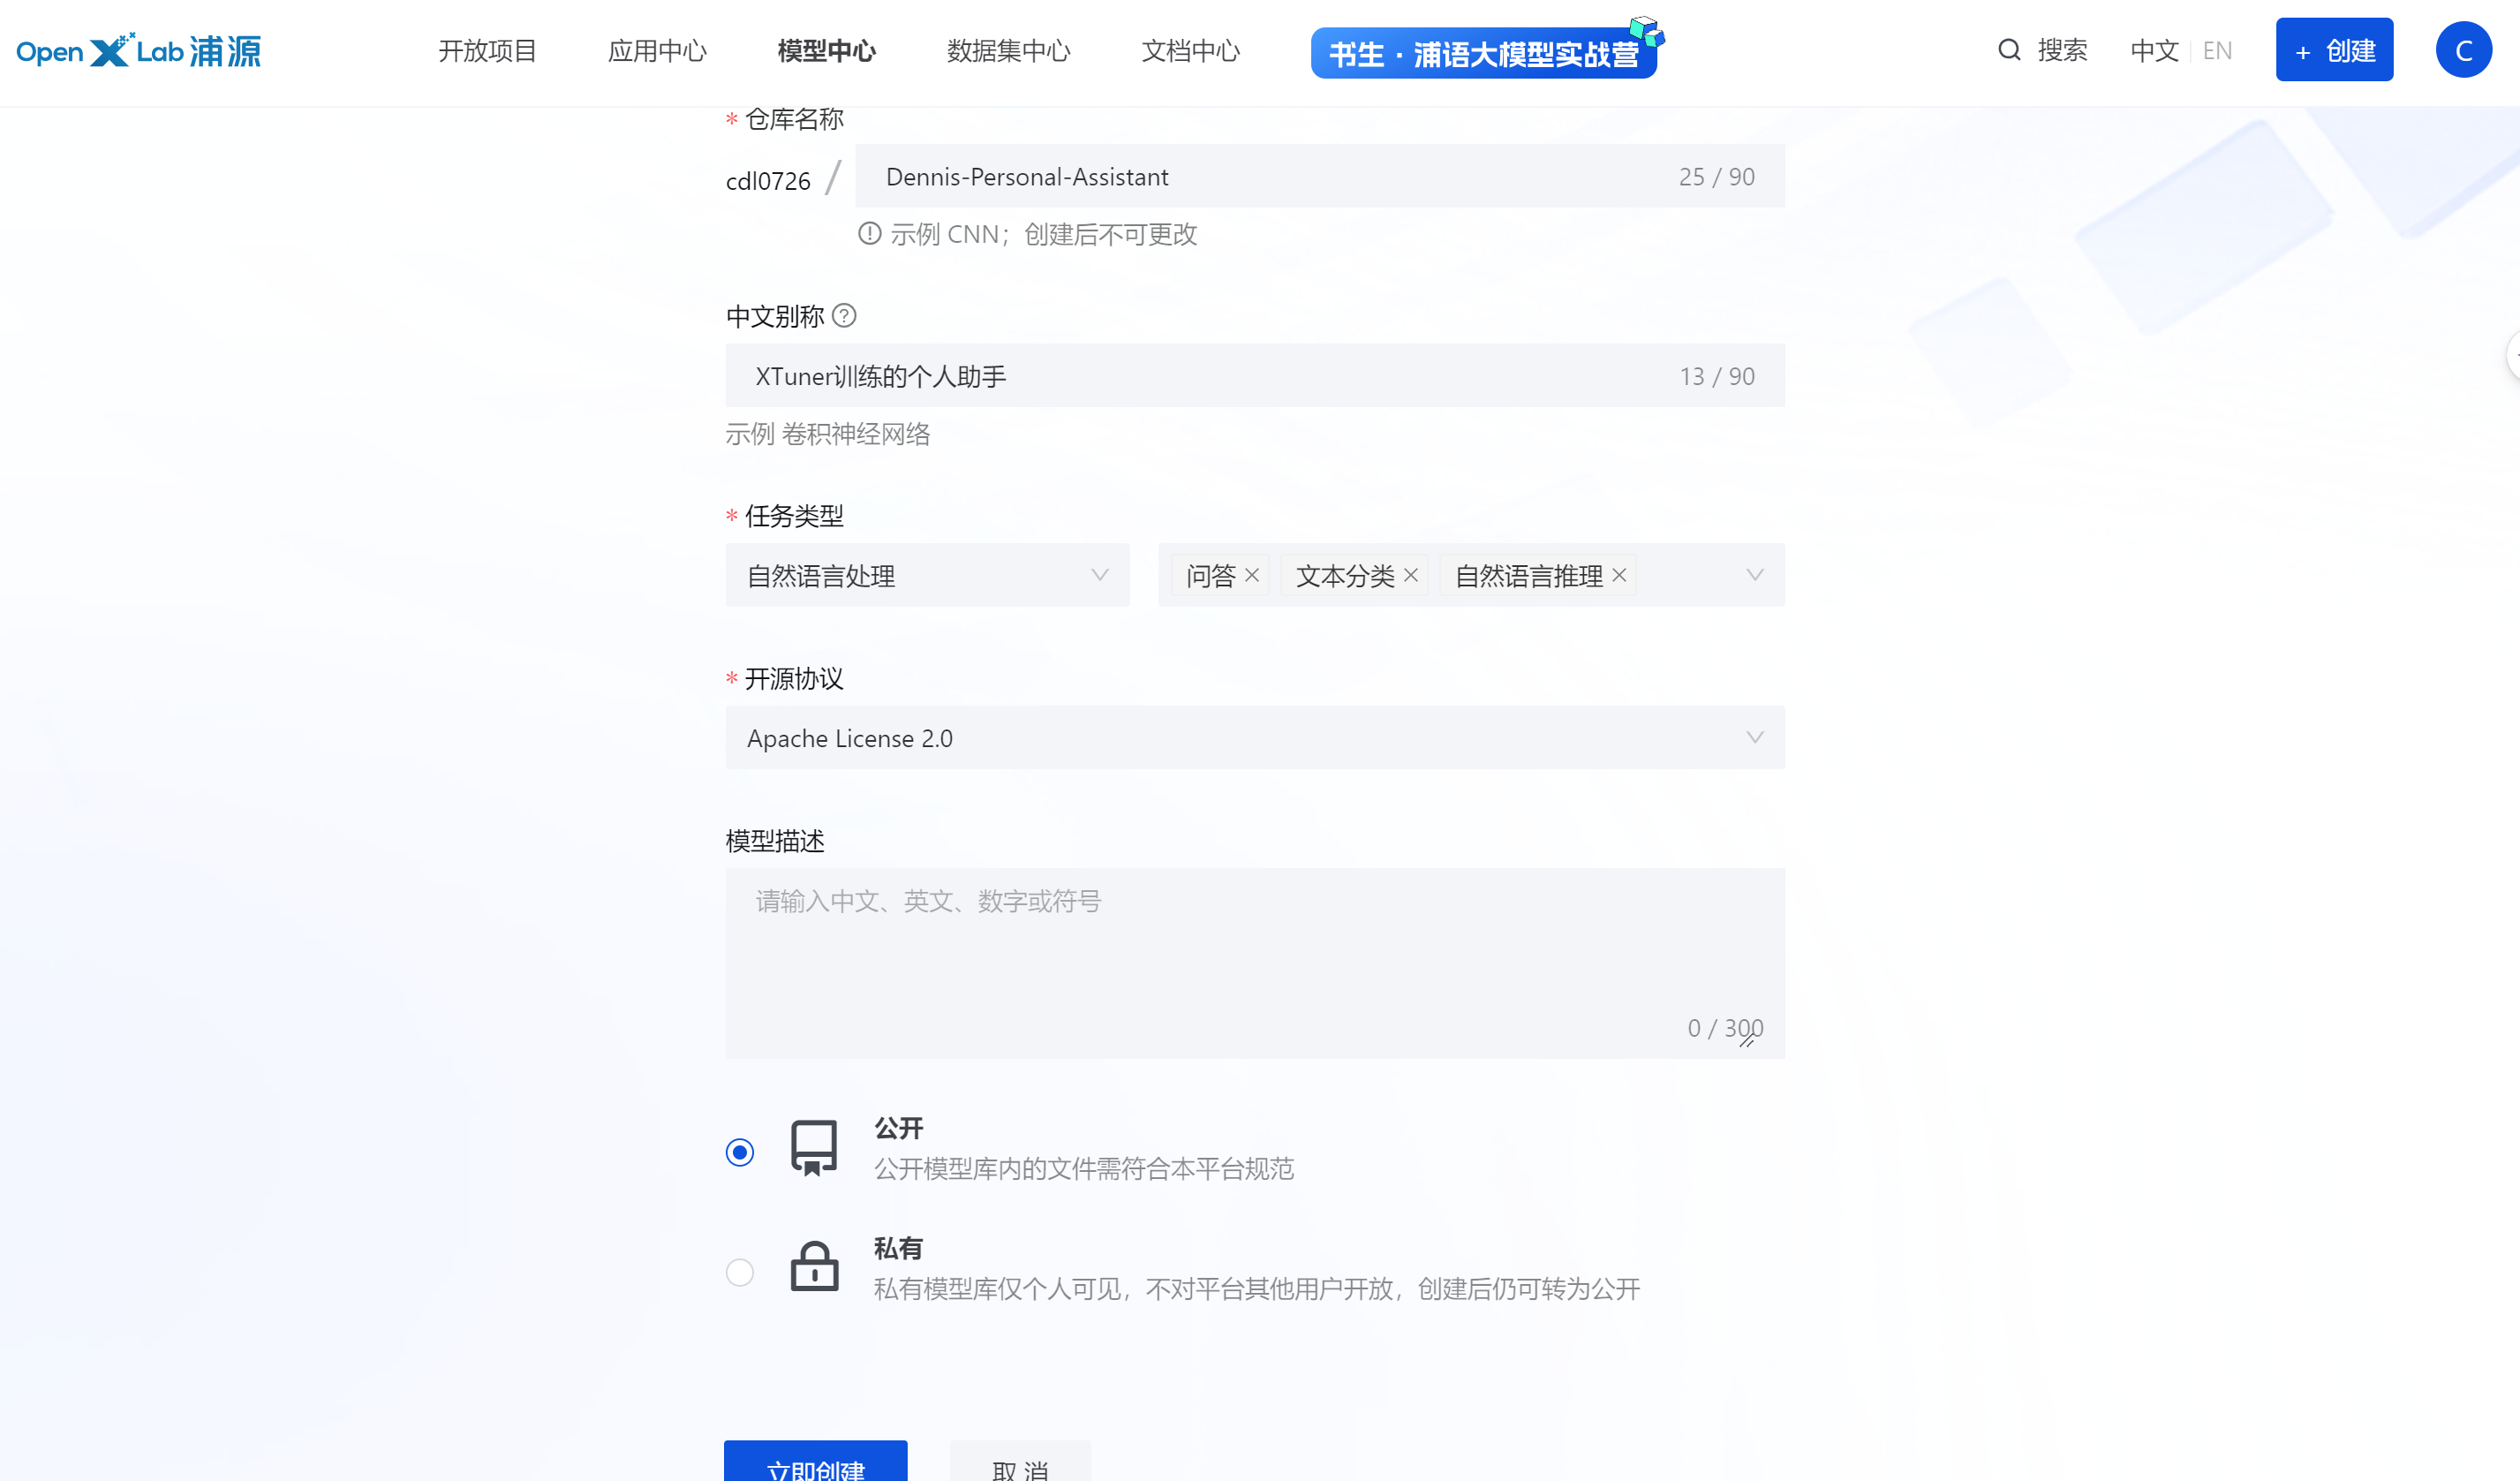 Open X Lab 浦源
开放项目
应用中心
模型中心
数据集中心
文档中心
书生·浦语大模型实战营
搜索
中文 EN
+ 创建
C
* 仓库名称
cdl0726 / Dennis-Personal-Assistant 25 / 90
示例 CNN；创建后不可更改
中文别称
XTuner训练的个人助手 13 / 90
示例 卷积神经网络
* 任务类型
自然语言处理 问答 文本分类 自然语言推理
* 开源协议
Apache License 2.0
模型描述
请输入中文、英文、数字或符号
0 / 300
公开
公开模型库内的文件需符合本平台规范
私有
私有模型库仅个人可见，不对平台其他用户开放，创建后仍可转为公开
立即创建 取 消